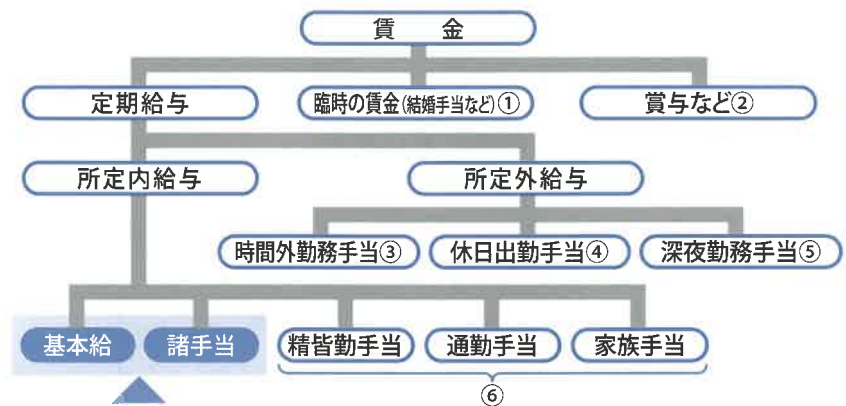 賃金
定期給与 臨時の賃金(結婚手当など)① 賞与など②
所定内給与 所定外給与
時間外勤務手当③ 休日出勤手当④ 深夜勤務手当⑤
基本給 諸手当 精皆勤手当 通勤手当 家族手当
⑥